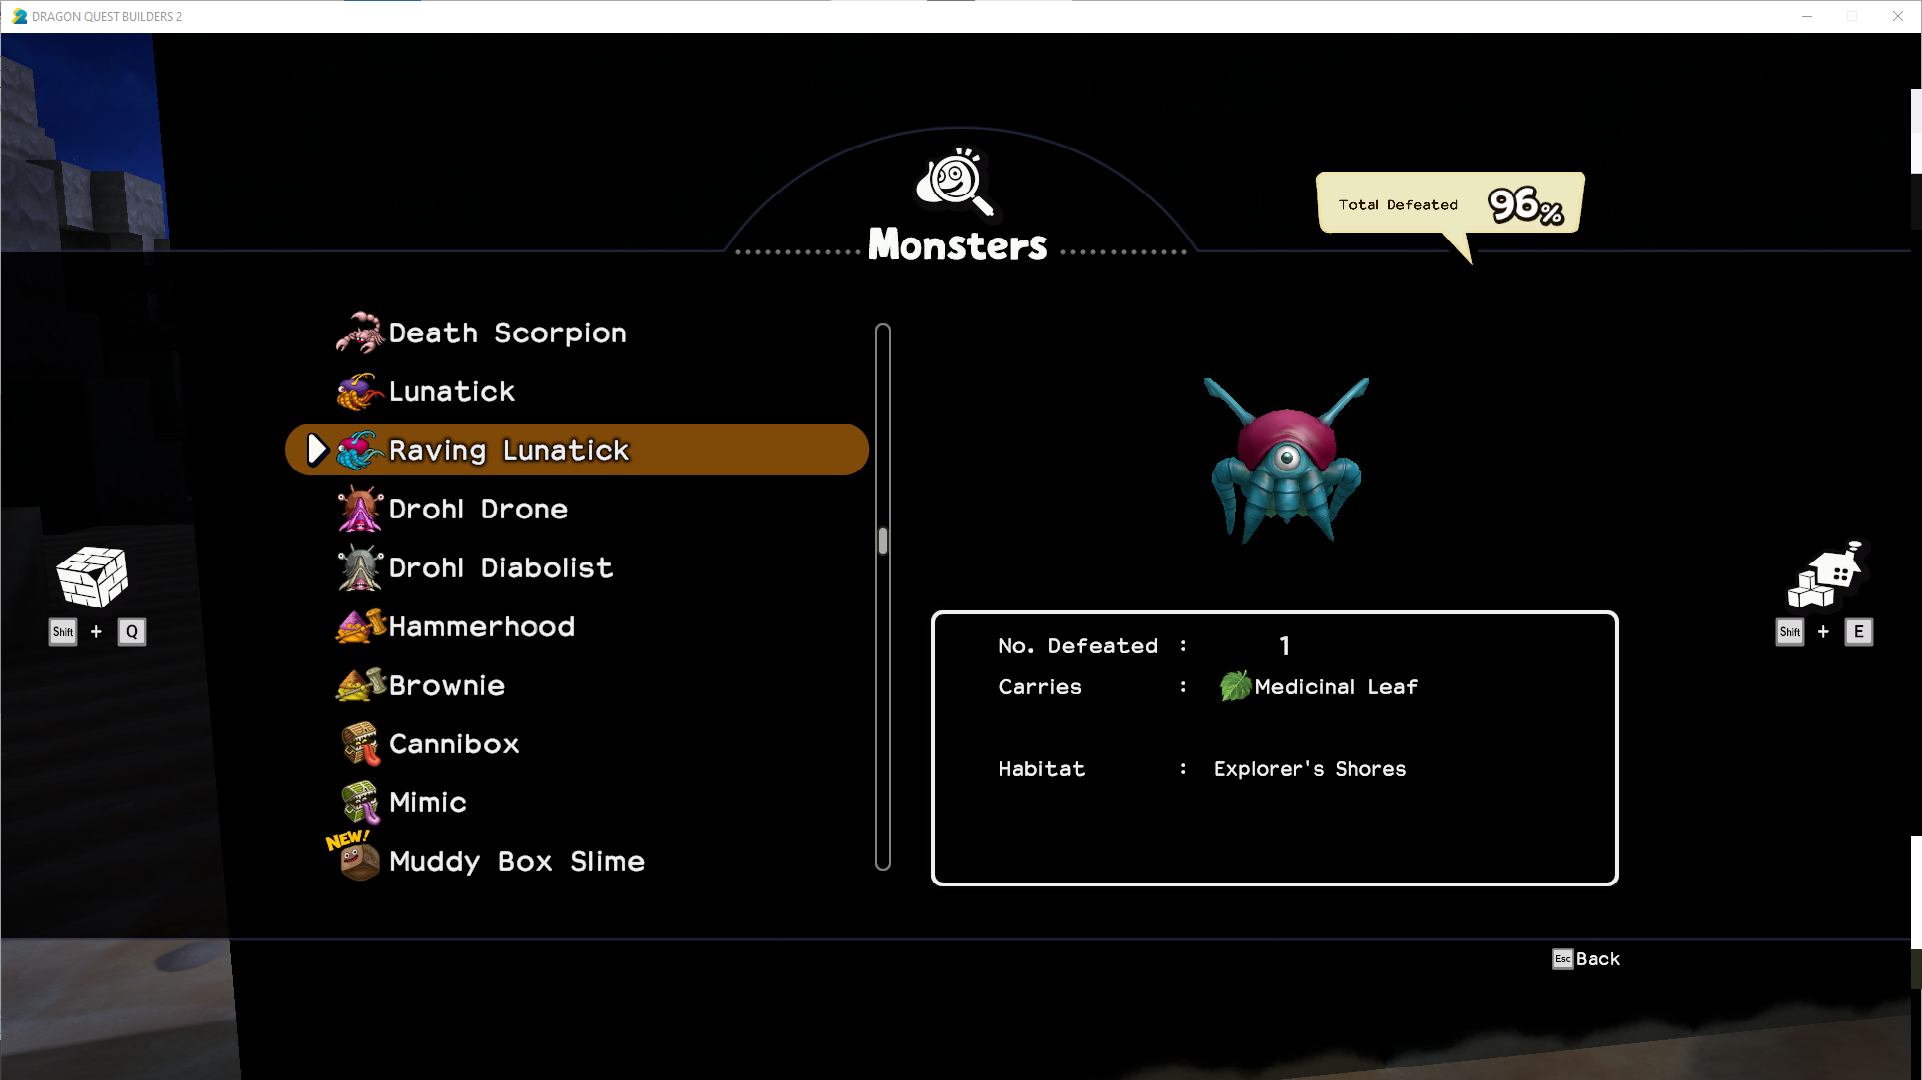 DRAGON QUEST BUILDERS 2
Total Defeated 96%
Monsters
Death Scorpion
Lunatick
Raving Lunatick
Drohl Drone
Drohl Diabolist
Hammerhood
Brownie
Cannibox
Mimic
NEW!
Muddy Box Slime
Shift + Q
No. Defeated : 1
Carries : Medicinal Leaf
Habitat : Explorer's Shores
Shift + E
Esc Back